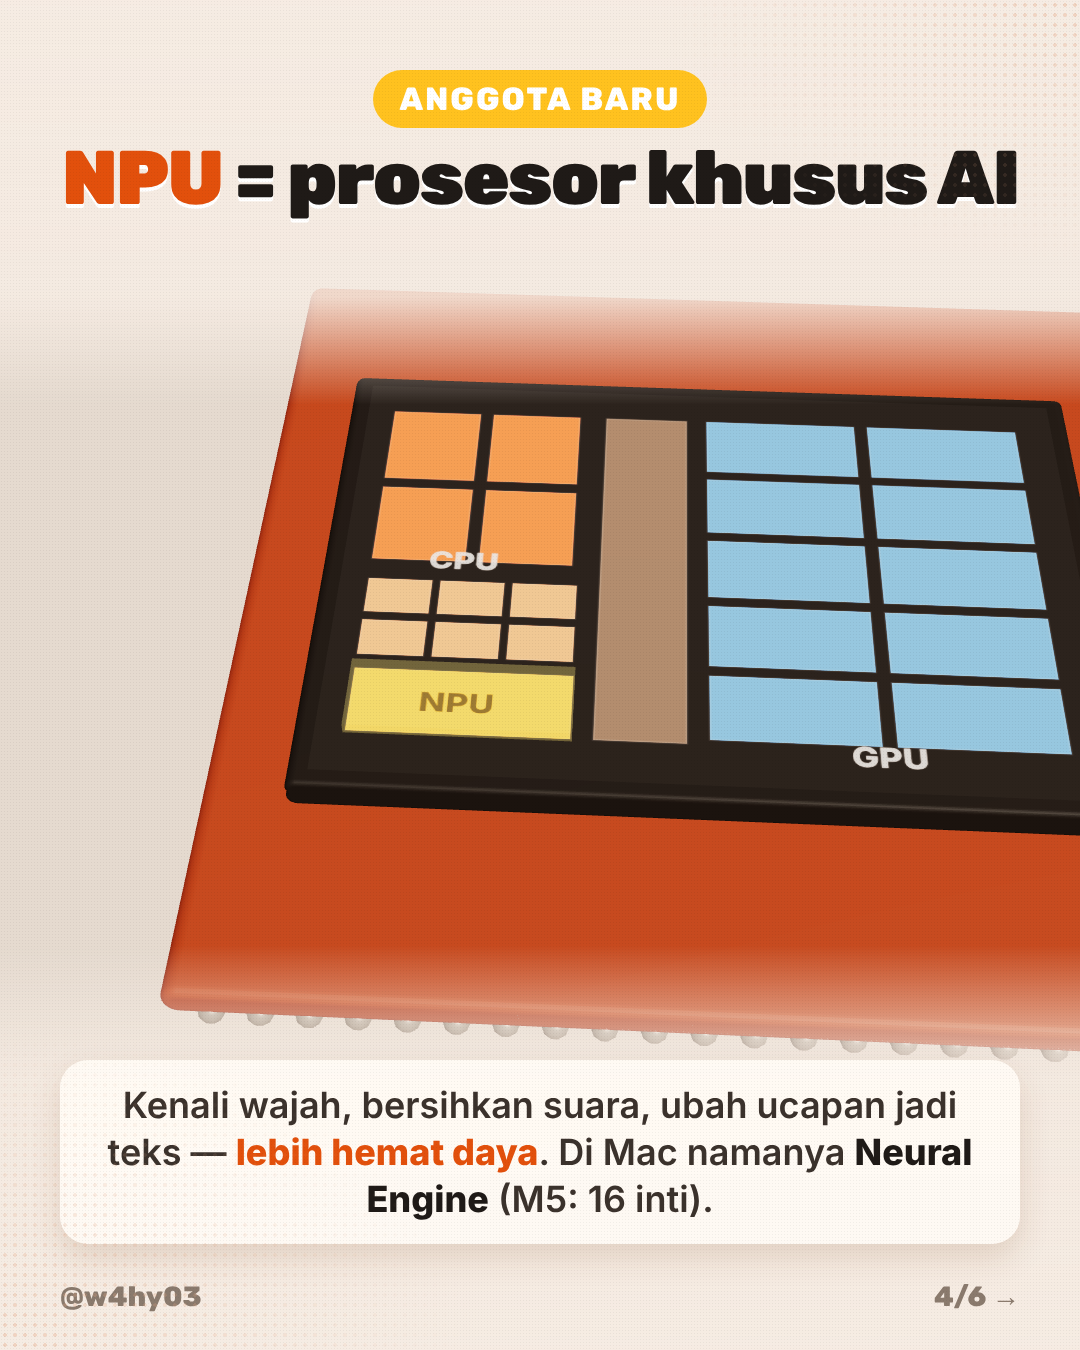 ANGGOTA BARU
NPU = prosesor khusus AI
CPU
NPU
GPU
Kenali wajah, bersihkan suara, ubah ucapan jadi
teks — lebih hemat daya. Di Mac namanya Neural
Engine (M5: 16 inti).
@w4hy03
4/6 →